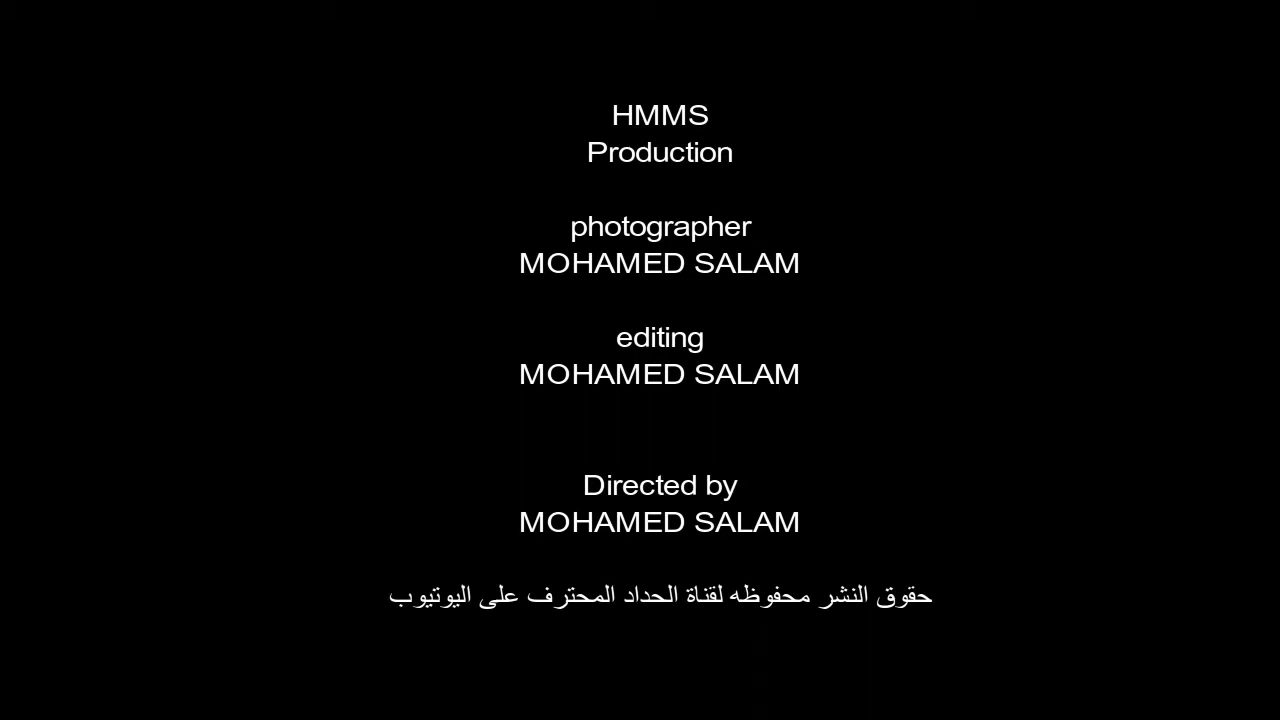 HMMS
Production
photographer
MOHAMED SALAM
editing
MOHAMED SALAM
Directed by
MOHAMED SALAM
حقوق النشر محفوظه لقناة الحداد المحترف على اليوتيوب